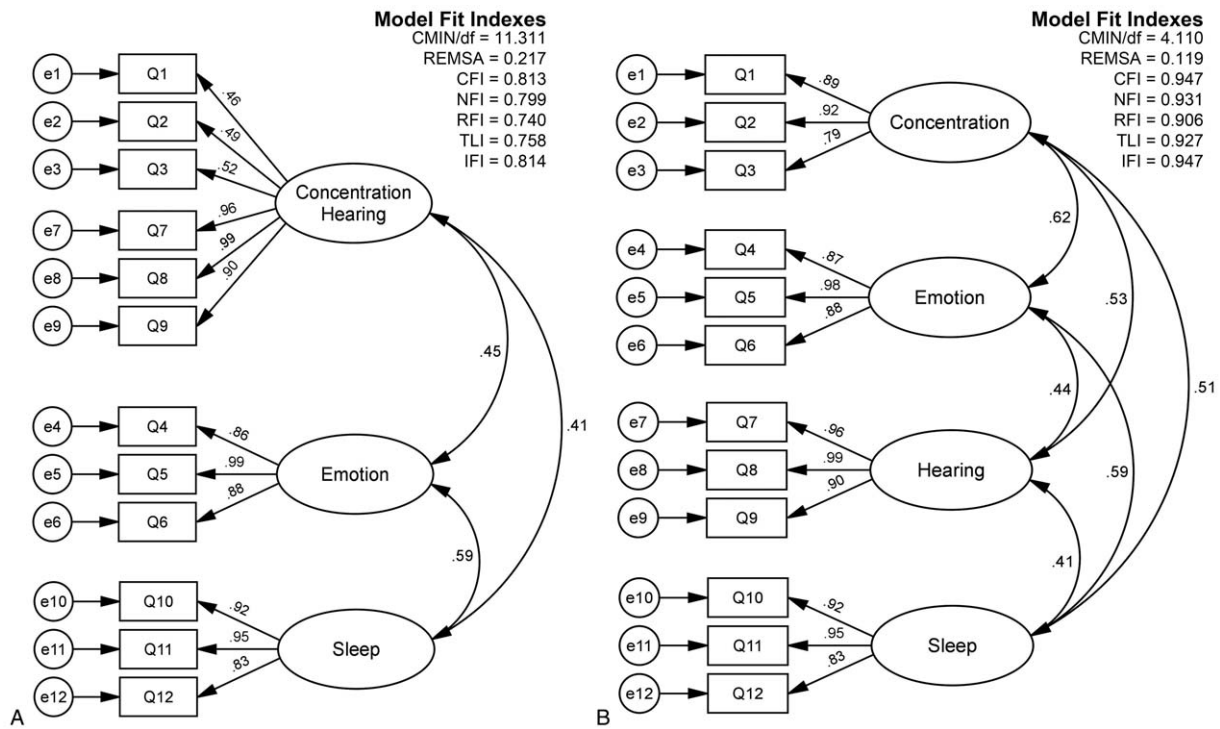 Model Fit Indexes
CMIN/df = 11.311
REMSA = 0.217
CFI = 0.813
NFI = 0.799
RFI = 0.740
TLI = 0.758
IFI = 0.814
e1 Q1 .46
e2 Q2 .49
e3 Q3 .52
Concentration
Hearing
e7 Q7 .96
e8 Q8 .99
e9 Q9 .90
.45
.41
e4 Q4 .86
e5 Q5 .99 Emotion
e6 Q6 .88
.59
e10 Q10 .92
e11 Q11 .95 Sleep
e12 Q12 .83
A
Model Fit Indexes
CMIN/df = 4.110
REMSA = 0.119
CFI = 0.947
NFI = 0.931
RFI = 0.906
TLI = 0.927
IFI = 0.947
e1 Q1 .89
e2 Q2 .92 Concentration
e3 Q3 .79
.62
e4 Q4 .87
e5 Q5 .98 Emotion
.53
e6 Q6 .88
.44
.51
e7 Q7 .96
e8 Q8 .99 Hearing
.59
e9 Q9 .90
.41
e10 Q10 .92
e11 Q11 .95 Sleep
e12 Q12 .83
B